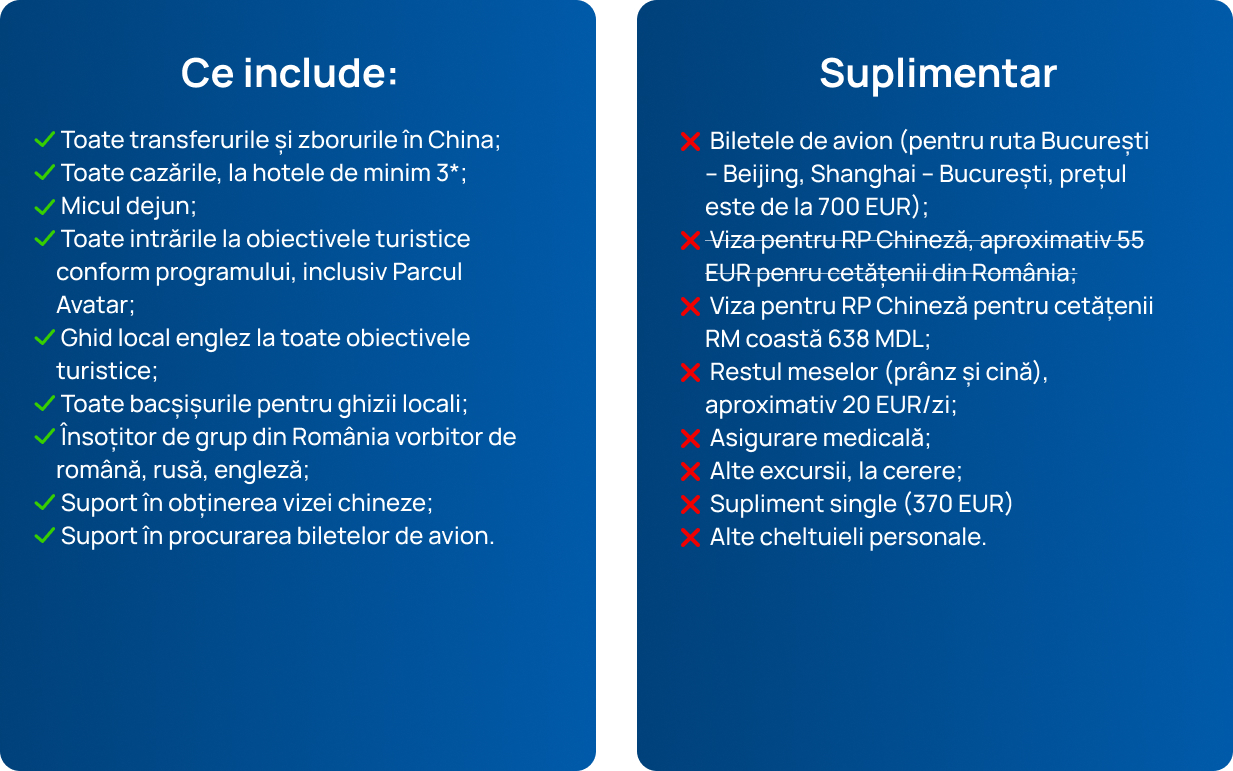 Ce include:
Toate transferurile și zborurile în China;
Toate cazările, la hotele de minim 3*;
Micul dejun;
Toate intrările la obiectivele turistice
conform programului, inclusiv Parcul
Avatar;
Ghid local englez la toate obiectivele
turistice;
Toate bacșișurile pentru ghizii locali;
Însoțitor de grup din România vorbitor de
română, rusă, engleză;
Suport în obținerea vizei chineze;
Suport în procurarea biletelor de avion.
Suplimentar
Biletele de avion (pentru ruta București
– Beijing, Shanghai – București, prețul
este de la 700 EUR);
Viza pentru RP Chineză, aproximativ 55
EUR penru cetățenii din România;
Viza pentru RP Chineză pentru cetățenii
RM coastă 638 MDL;
Restul meselor (prânz și cină),
aproximativ 20 EUR/zi;
Asigurare medicală;
Alte excursii, la cerere;
Supliment single (370 EUR)
Alte cheltuieli personale.